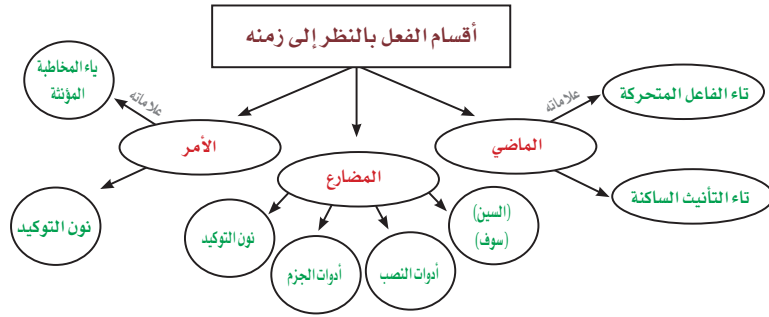 أقسام الفعل بالنظر إلى زمنه
تاء الفاعل المتحركة
علاماته
الماضي
تاء التأنيث الساكنة
المضارع
(السين)
(سوف)
أدوات النصب
أدوات الجزم
نون التوكيد
ياء المخاطبة
المؤنثة
علاماته
الأمر
نون التوكيد